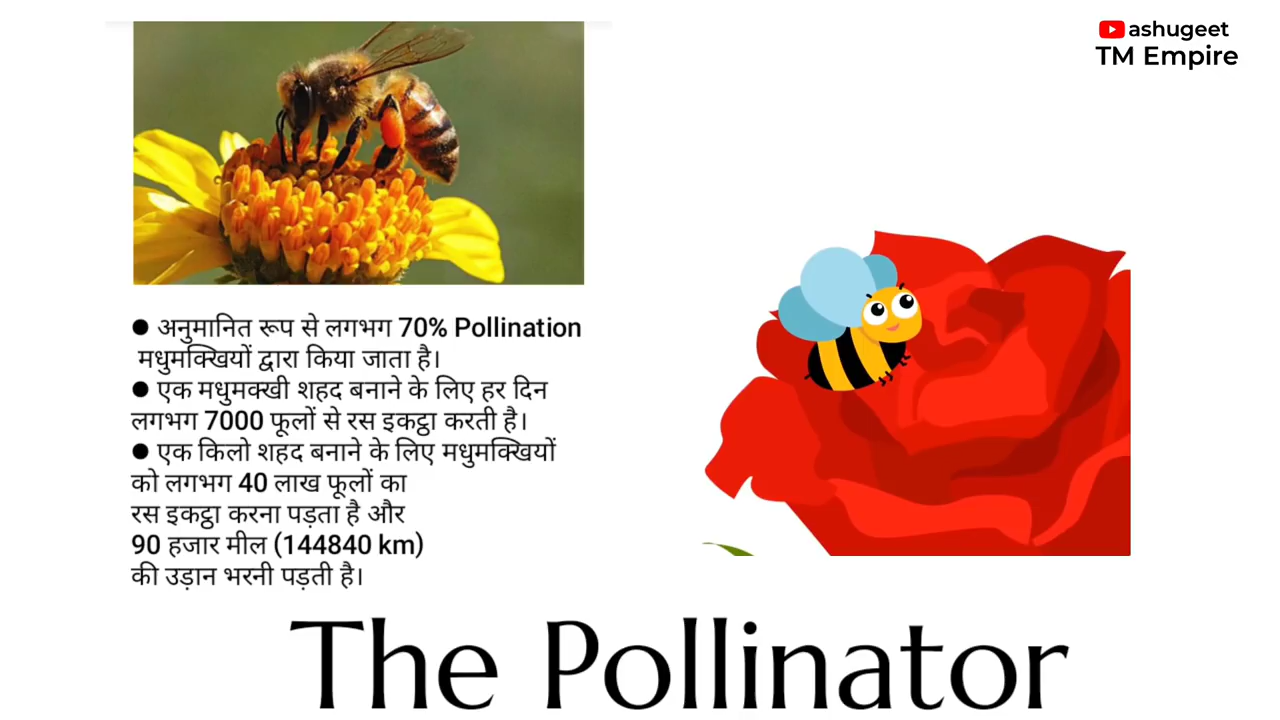 ashugeet
TM Empire
● अनुमानित रूप से लगभग 70% Pollination
मधुमक्खियों द्वारा किया जाता है।
● एक मधुमक्खी शहद बनाने के लिए हर दिन
लगभग 7000 फूलों से रस इकट्ठा करती है।
● एक किलो शहद बनाने के लिए मधुमक्खियों
को लगभग 40 लाख फूलों का
रस इकट्ठा करना पड़ता है और
90 हजार मील (144840 km)
की उड़ान भरनी पड़ती है।
The Pollinator